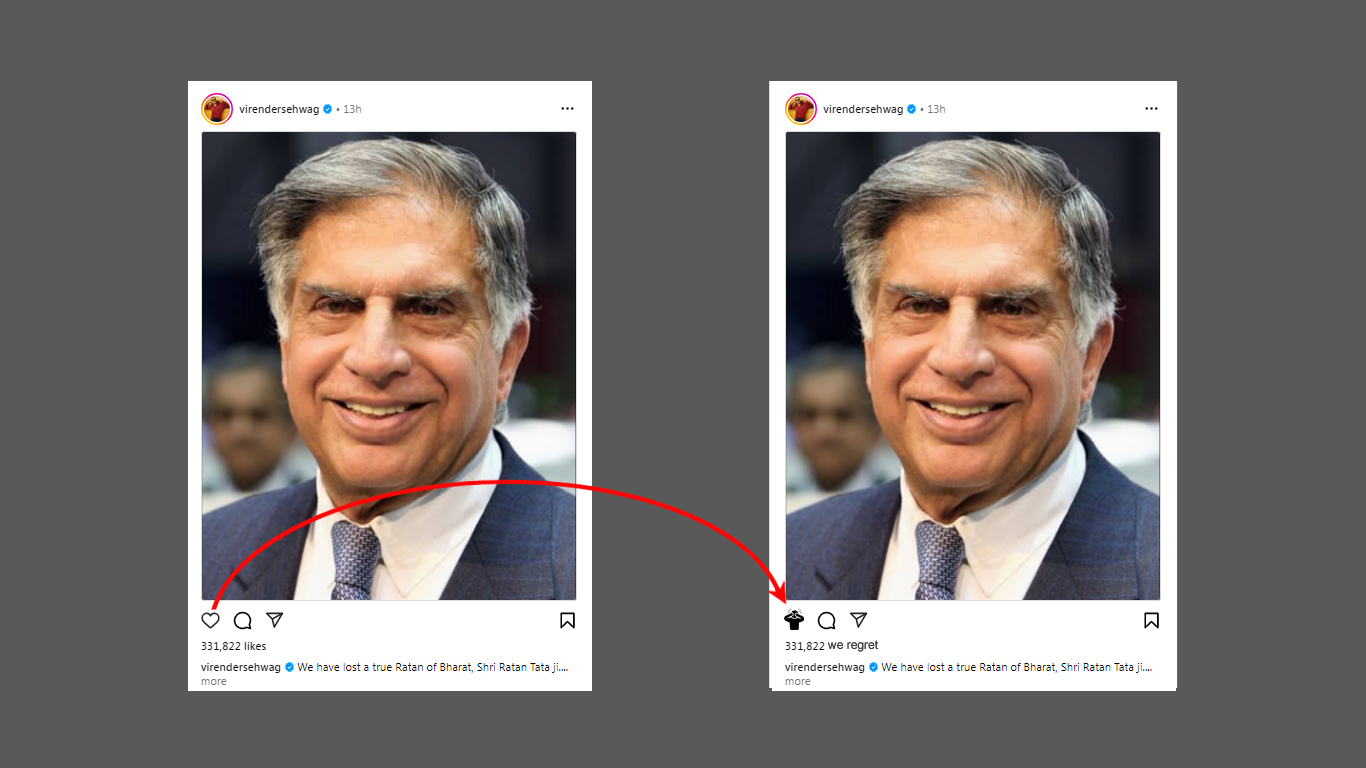 virendersehwag • 13h
331,822 likes
virendersehwag We have lost a true Ratan of Bharat, Shri Ratan Tata ji....
more
virendersehwag • 13h
331,822 we regret
virendersehwag We have lost a true Ratan of Bharat, Shri Ratan Tata ji....
more